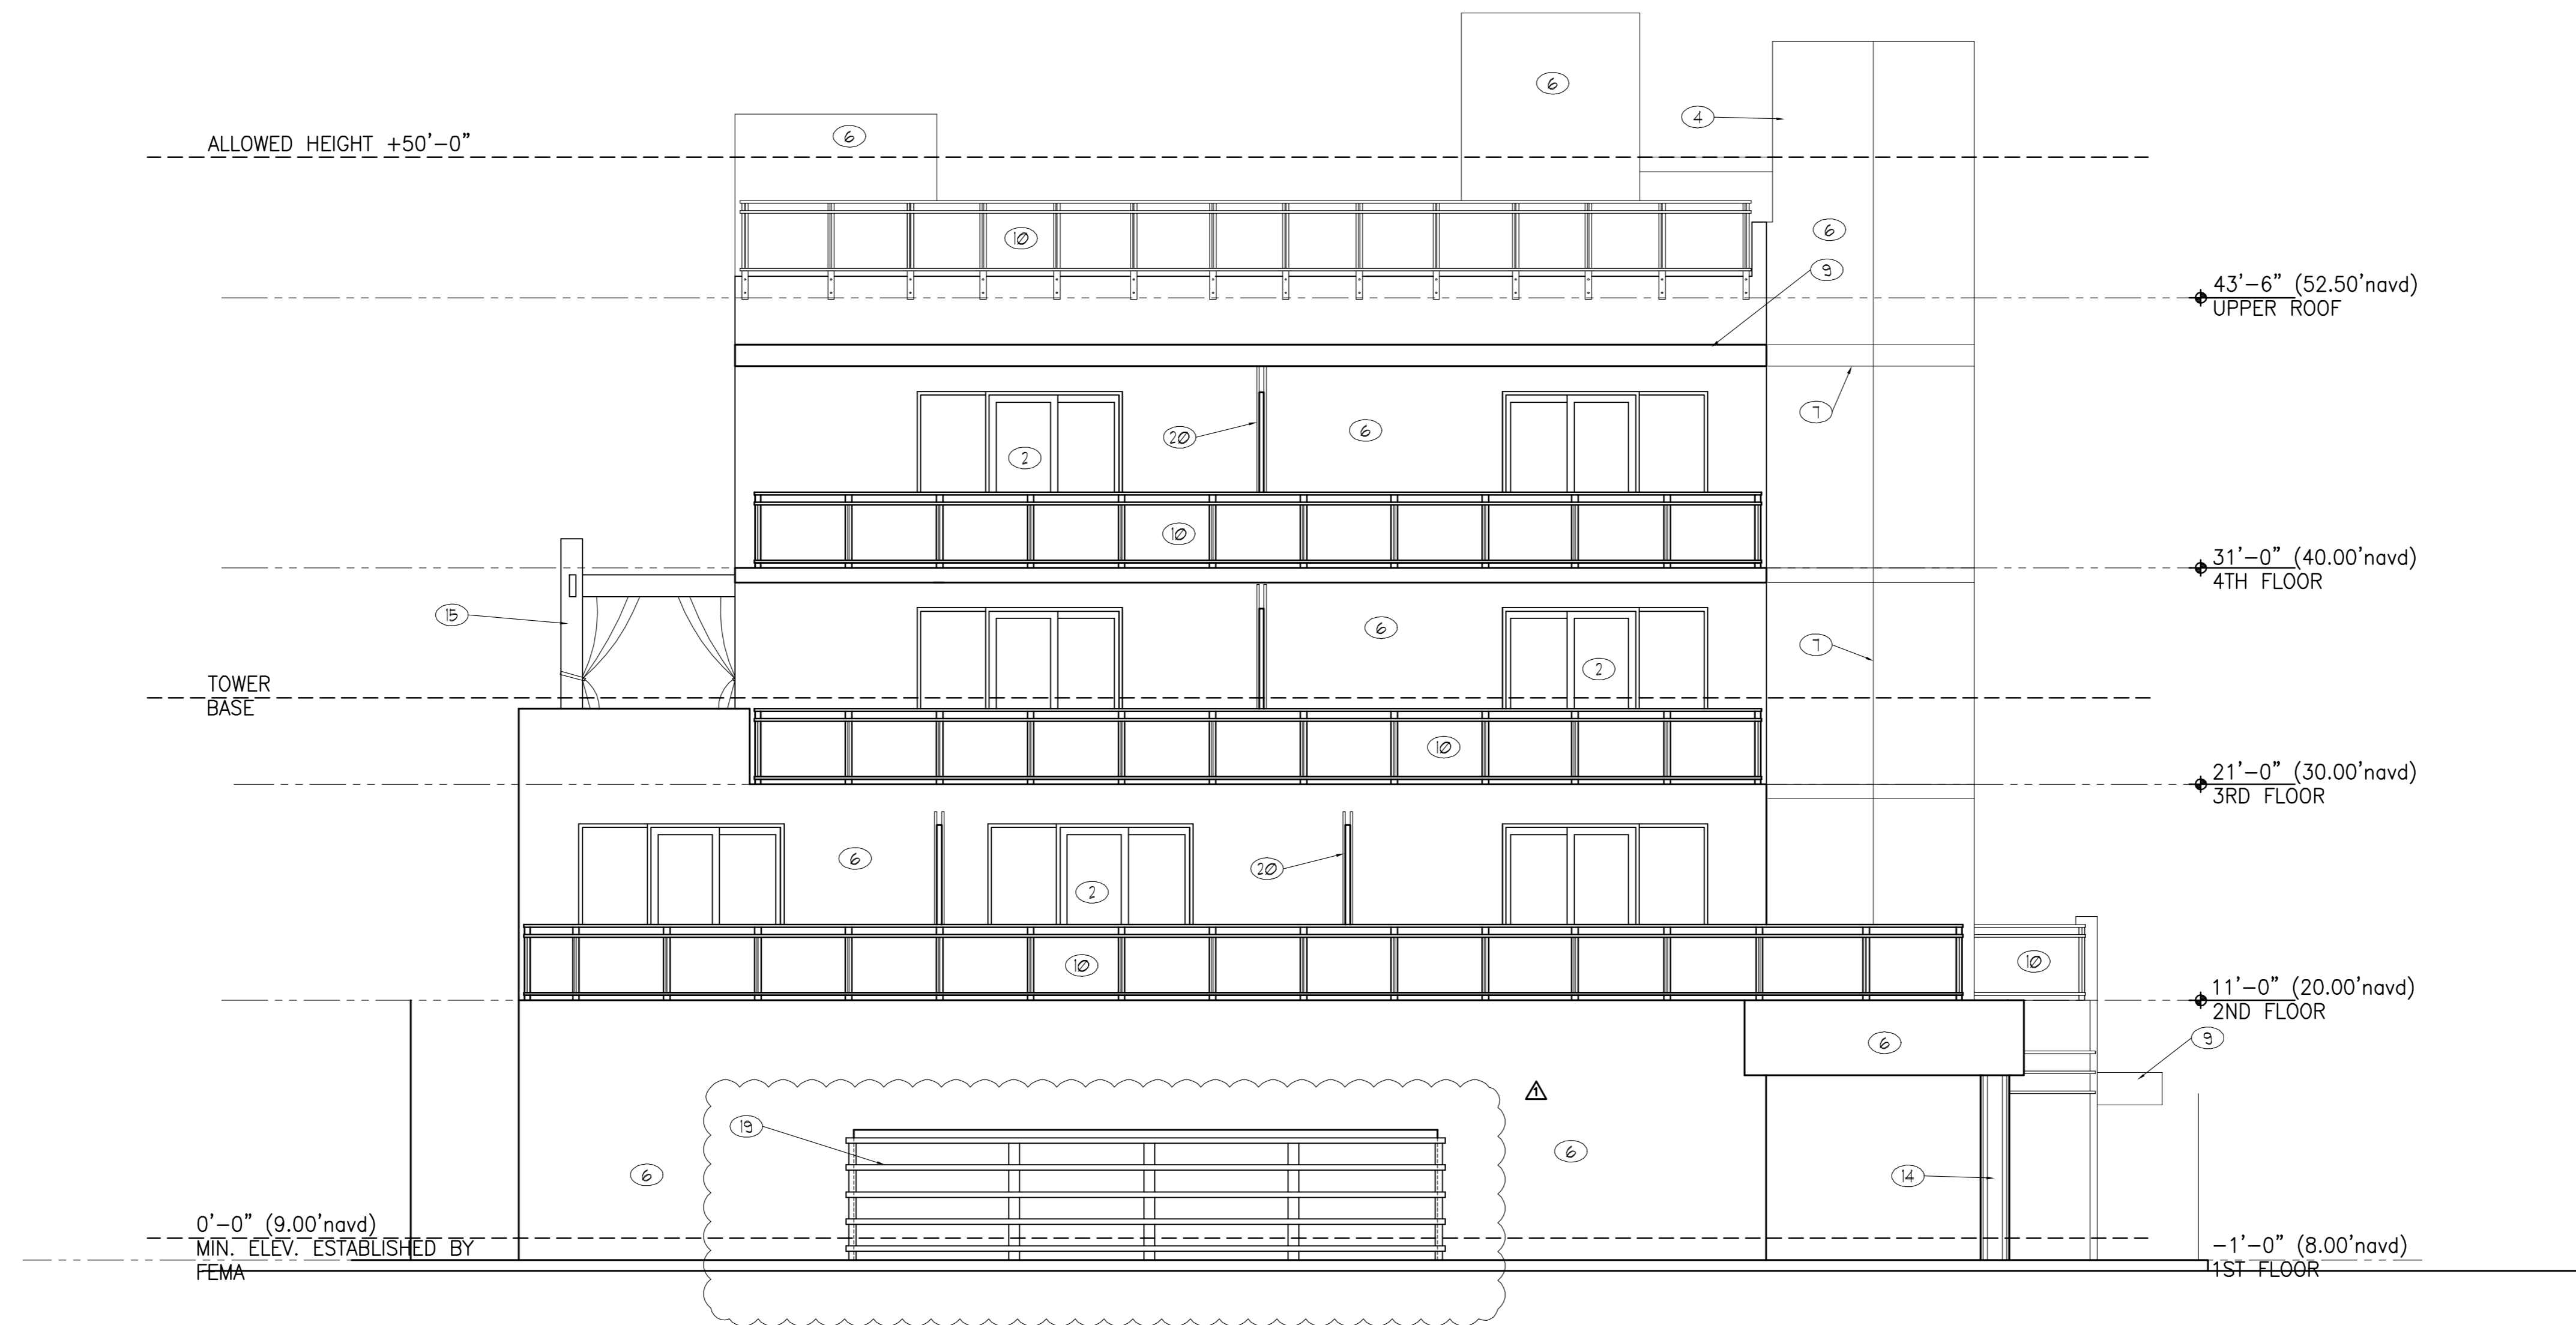 6
4
ALLOWED HEIGHT +50'-0"
6
10
6
9
43'-6" (52.50'navd)
UPPER ROOF
7
20
6
2
10
31'-0" (40.00'navd)
4TH FLOOR
15
6
7
2
TOWER
BASE
10
21'-0" (30.00'navd)
3RD FLOOR
6
20
2
10
10
11'-0" (20.00'navd)
2ND FLOOR
6
9
1
19
6
6
14
0'-0" (9.00'navd)
MIN. ELEV. ESTABLISHED BY
FEMA
-1'-0" (8.00'navd)
1ST FLOOR